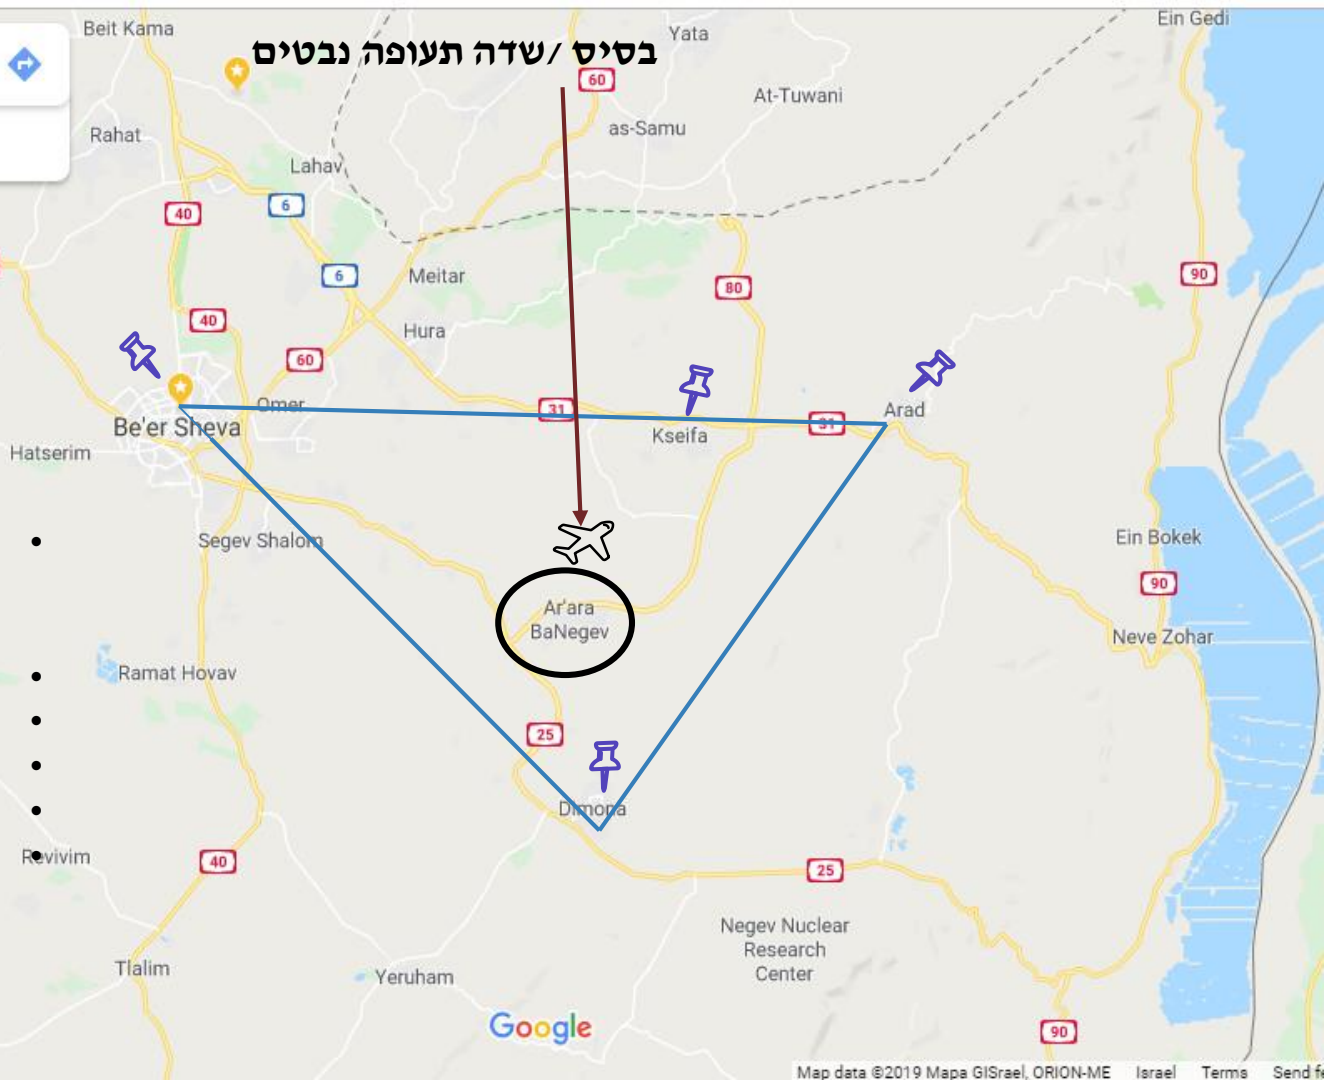 Beit Kama
Ein Gedi
בסיס /שדה תעופה נבטים
Yata
60
At-Tuwani
as-Samu
Rahat
Lahav
6
40
6
Meitar
90
80
40
Hura
60
Omer
31
Arad
31
Be'er Sheva
Kseifa
Hatserim
Segev Shalom
Ein Bokek
90
Ar'ara
BaNegev
Neve Zohar
Ramat Hovav
25
Dimona
Revivim
40
25
Negev Nuclear
Research
Center
Tlalim
Yeruham
Google
90
Map data ©2019 Mapa GISrael, ORION-ME Israel Terms Send fe